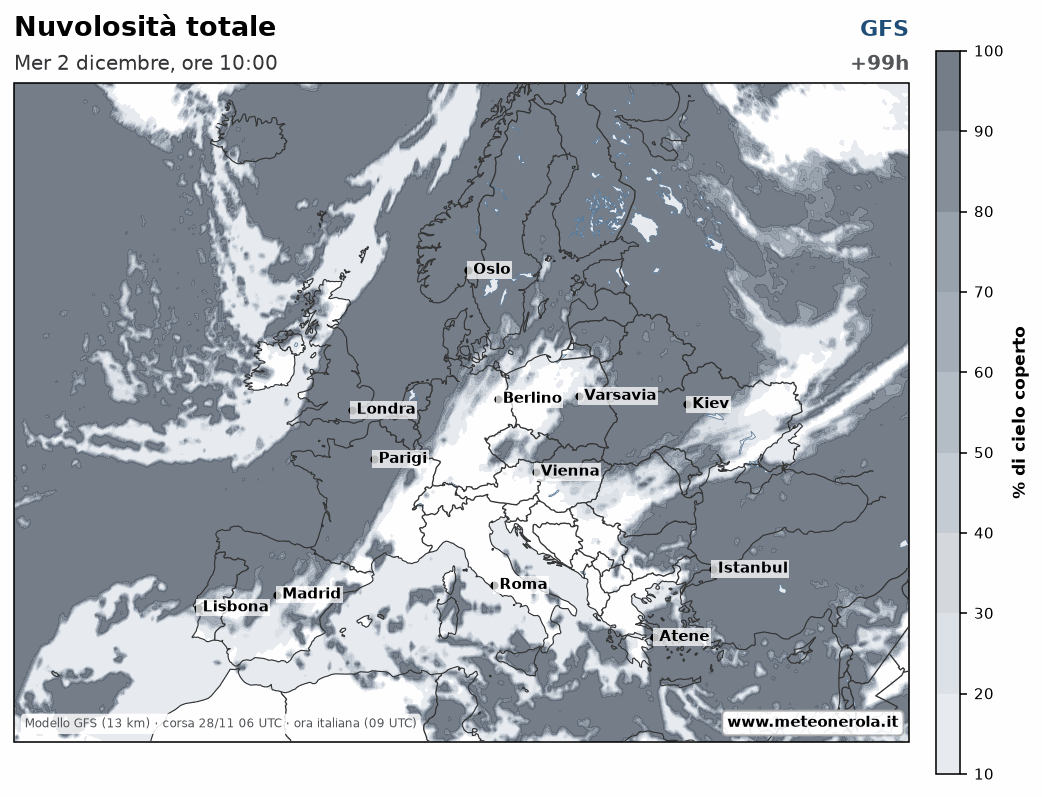 Nuvolosità totale
GFS
Mer 2 dicembre, ore 10:00
+99h
100
90
80
70
60
50
40
30
20
10
% di cielo coperto
Oslo
Londra
Berlino
Varsavia
Kiev
Parigi
Vienna
Istanbul
Roma
Madrid
Lisbona
Atene
Modello GFS (13 km) · corsa 28/11 06 UTC · ora italiana (09 UTC)
www.meteonerola.it